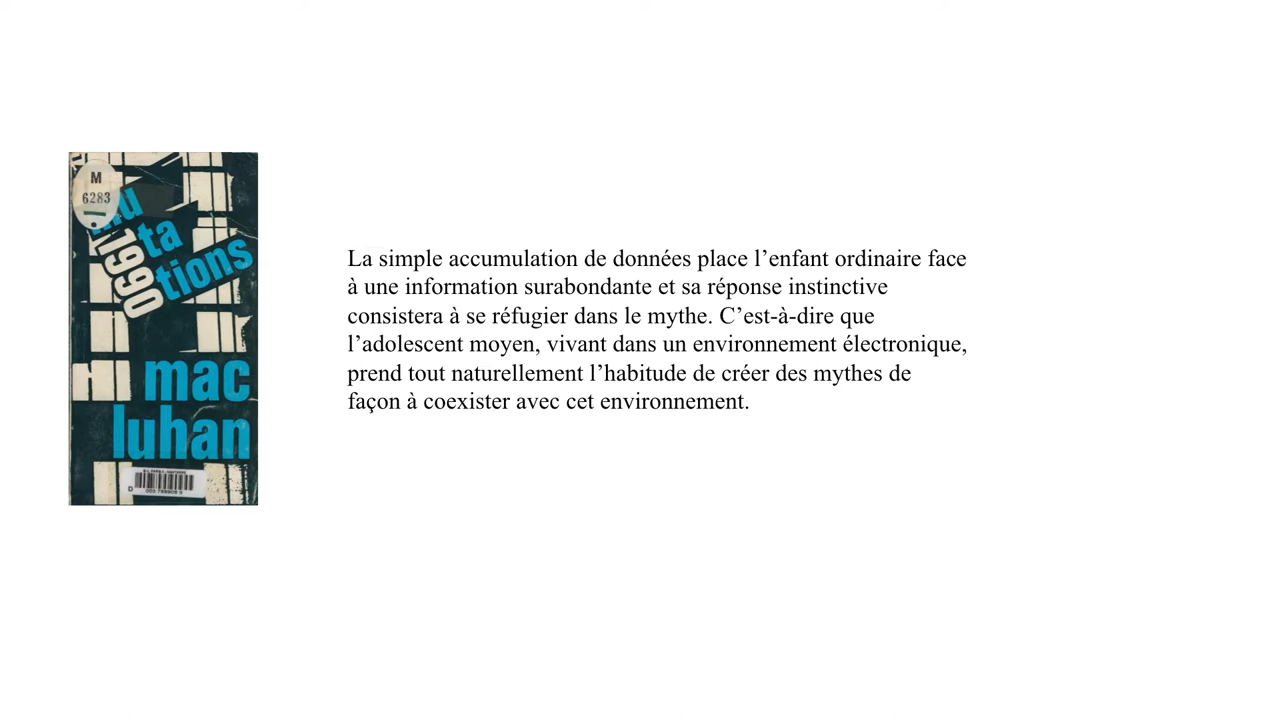 M
6283
mu
ta
tions
1990
mac
luhan
D
La simple accumulation de données place l’enfant ordinaire face
à une information surabondante et sa réponse instinctive
consistera à se réfugier dans le mythe. C’est-à-dire que
l’adolescent moyen, vivant dans un environnement électronique,
prend tout naturellement l’habitude de créer des mythes de
façon à coexister avec cet environnement.